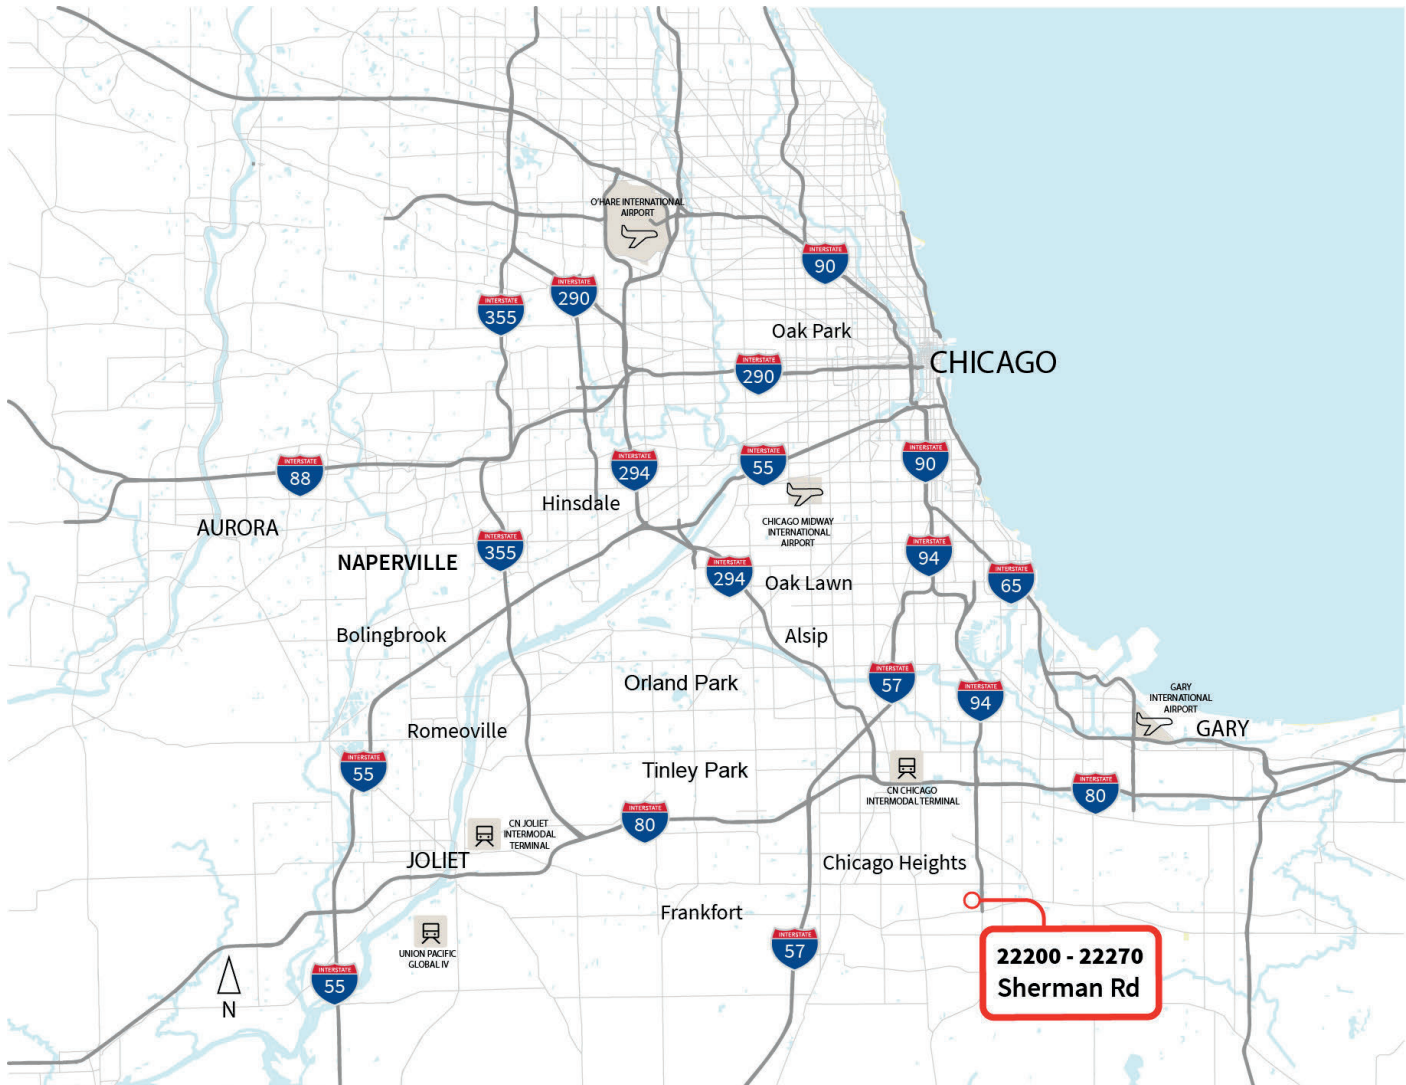 O'HARE INTERNATIONAL
AIRPORT
INTERSTATE
90
INTERSTATE
290
INTERSTATE
355
Oak Park
CHICAGO
INTERSTATE
290
INTERSTATE
88
INTERSTATE
294
INTERSTATE
55
INTERSTATE
90
Hinsdale
CHICAGO MIDWAY
INTERNATIONAL
AIRPORT
AURORA
NAPERVILLE
INTERSTATE
355
INTERSTATE
294
Oak Lawn
INTERSTATE
94
INTERSTATE
65
Bolingbrook
Alsip
Orland Park
INTERSTATE
57
INTERSTATE
94
GARY
INTERNATIONAL
AIRPORT
GARY
Romeoville
INTERSTATE
55
Tinley Park
CN CHICAGO
INTERMODAL TERMINAL
INTERSTATE
80
INTERSTATE
80
CN JOLIET
INTERMODAL
TERMINAL
JOLIET
Chicago Heights
Frankfort
UNION PACIFIC
GLOBAL IV
INTERSTATE
57
22200 - 22270
Sherman Rd
INTERSTATE
55
N